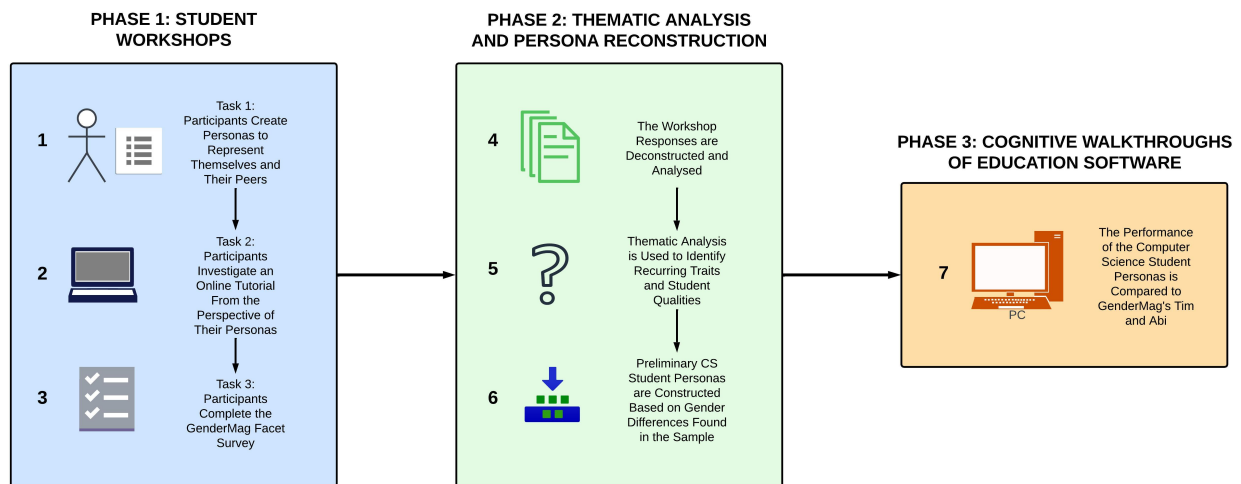 PHASE 1: STUDENT
WORKSHOPS
1
Task 1:
Participants Create
Personas to
Represent
Themselves and
Their Peers
2
Task 2:
Participants
Investigate an
Online Tutorial
From the
Perspective of
Their Personas
3
Task 3:
Participants
Complete the
GenderMag Facet
Survey
PHASE 2: THEMATIC ANALYSIS
AND PERSONA RECONSTRUCTION
4
The Workshop
Responses are
Deconstructed and
Analysed
5
Thematic Analysis
is Used to Identify
Recurring Traits
and Student
Qualities
6
Preliminary CS
Student Personas
are Constructed
Based on Gender
Differences Found
in the Sample
PHASE 3: COGNITIVE WALKTHROUGHS
OF EDUCATION SOFTWARE
7
PC
The Performance
of the Computer
Science Student
Personas is
Compared to
GenderMag's Tim
and Abi